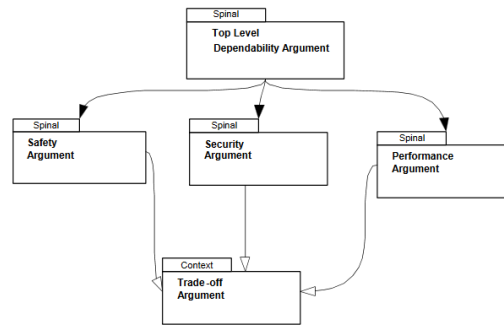 Spinal
Top Level
Dependability Argument
Spinal
Safety
Argument
Spinal
Security
Argument
Spinal
Performance
Argument
Context
Trade-off
Argument